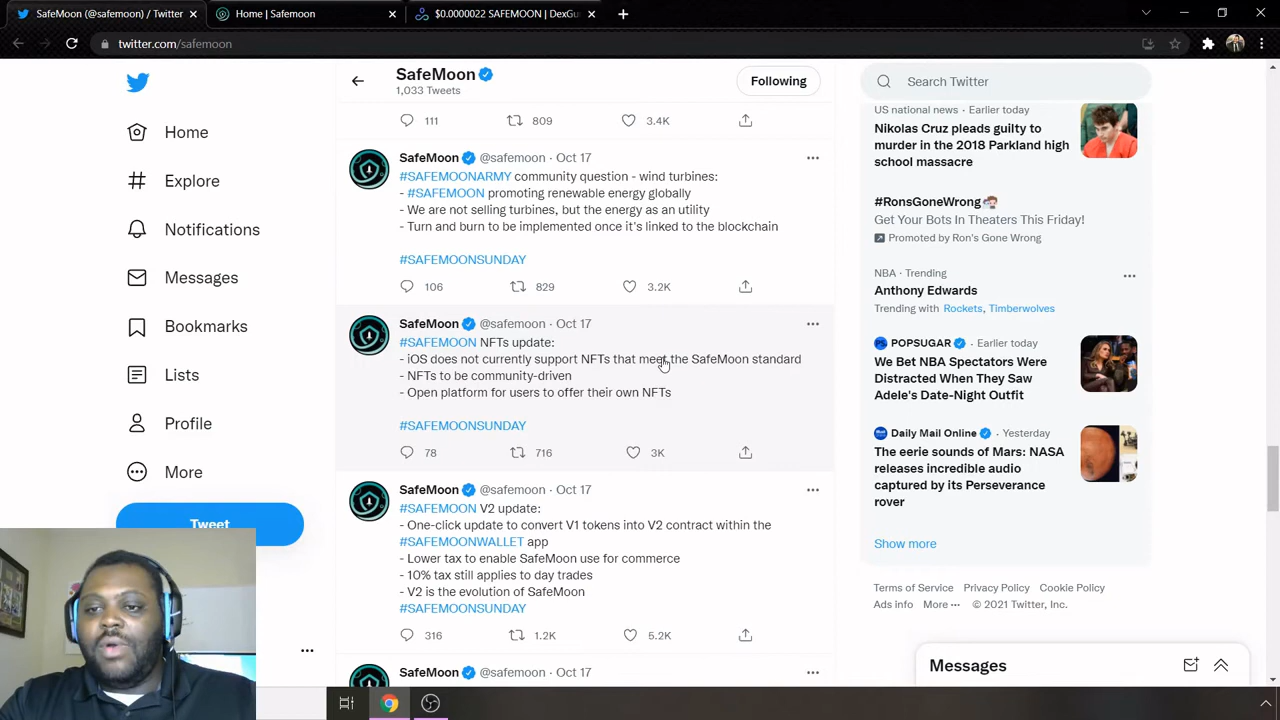 SafeMoon (@safemoon) / Twitter
Home | Safemoon
$0.0000022 SAFEMOON | DexGu
twitter.com/safemoon
SafeMoon
1,033 Tweets
Following
111 809 3.4K
SafeMoon @safemoon · Oct 17
#SAFEMOONARMY community question - wind turbines:
- #SAFEMOON promoting renewable energy globally
- We are not selling turbines, but the energy as an utility
- Turn and burn to be implemented once it's linked to the blockchain
#SAFEMOONSUNDAY
106 829 3.2K
SafeMoon @safemoon · Oct 17
#SAFEMOON NFTs update:
- iOS does not currently support NFTs that meet the SafeMoon standard
- NFTs to be community-driven
- Open platform for users to offer their own NFTs
#SAFEMOONSUNDAY
78 716 3K
SafeMoon @safemoon · Oct 17
#SAFEMOON V2 update:
- One-click update to convert V1 tokens into V2 contract within the
#SAFEMOONWALLET app
- Lower tax to enable SafeMoon use for commerce
- 10% tax still applies to day trades
- V2 is the evolution of SafeMoon
#SAFEMOONSUNDAY
316 1.2K 5.2K
SafeMoon @safemoon · Oct 17
Home
Explore
Notifications
Messages
Bookmarks
Lists
Profile
More
Tweet
Search Twitter
US national news · Earlier today
Nikolas Cruz pleads guilty to
murder in the 2018 Parkland high
school massacre
#RonsGoneWrong
Get Your Bots In Theaters This Friday!
Promoted by Ron's Gone Wrong
NBA · Trending
Anthony Edwards
Trending with Rockets, Timberwolves
POPSUGAR · Earlier today
We Bet NBA Spectators Were
Distracted When They Saw
Adele's Date-Night Outfit
Daily Mail Online · Yesterday
The eerie sounds of Mars: NASA
releases incredible audio
captured by its Perseverance
rover
Show more
Terms of Service Privacy Policy Cookie Policy
Ads info More ··· © 2021 Twitter, Inc.
Messages